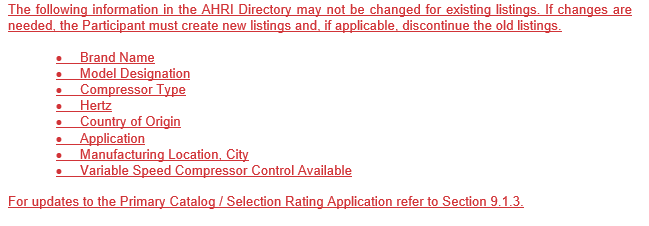 The following information in the AHRI Directory may not be changed for existing listings. If changes are
needed, the Participant must create new listings and, if applicable, discontinue the old listings.
• Brand Name
• Model Designation
• Compressor Type
• Hertz
• Country of Origin
• Application
• Manufacturing Location, City
• Variable Speed Compressor Control Available
For updates to the Primary Catalog / Selection Rating Application refer to Section 9.1.3.